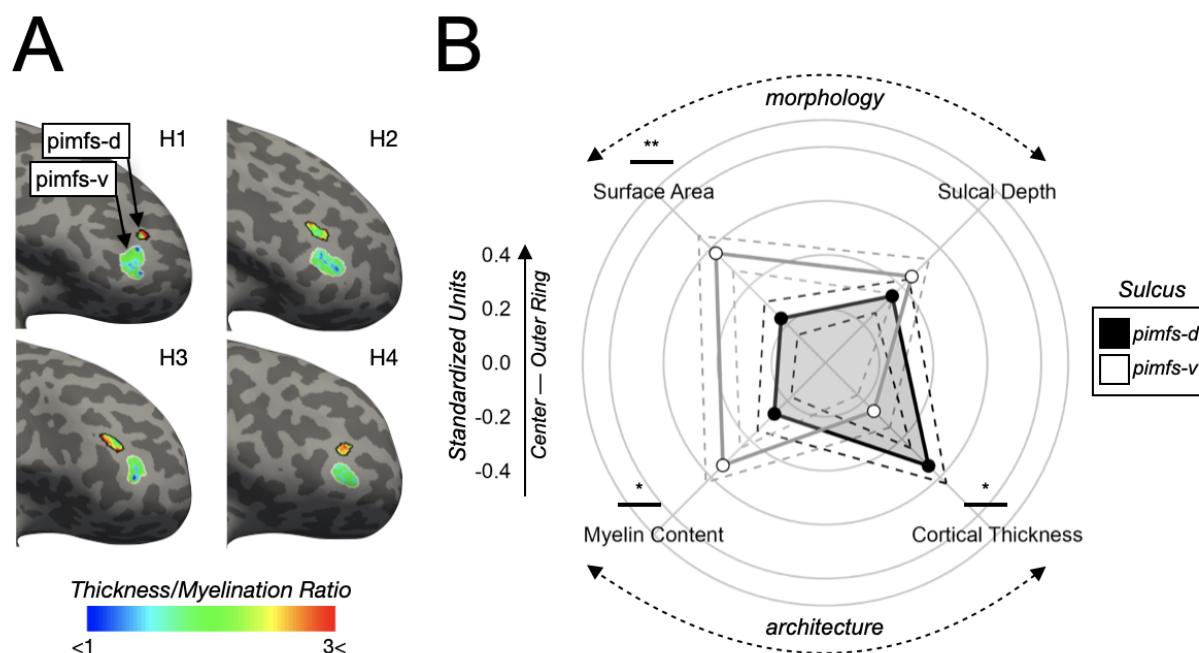 A
H1
pimfs-d
pimfs-v
H2
H3
H4
Thickness/Myelination Ratio
<1
3<
B
morphology
**
Surface Area
Sulcal Depth
Standardized Units
Center — Outer Ring
0.4
0.2
0.0
-0.2
-0.4
*
Myelin Content
*
Cortical Thickness
architecture
Sulcus
pimfs-d
pimfs-v